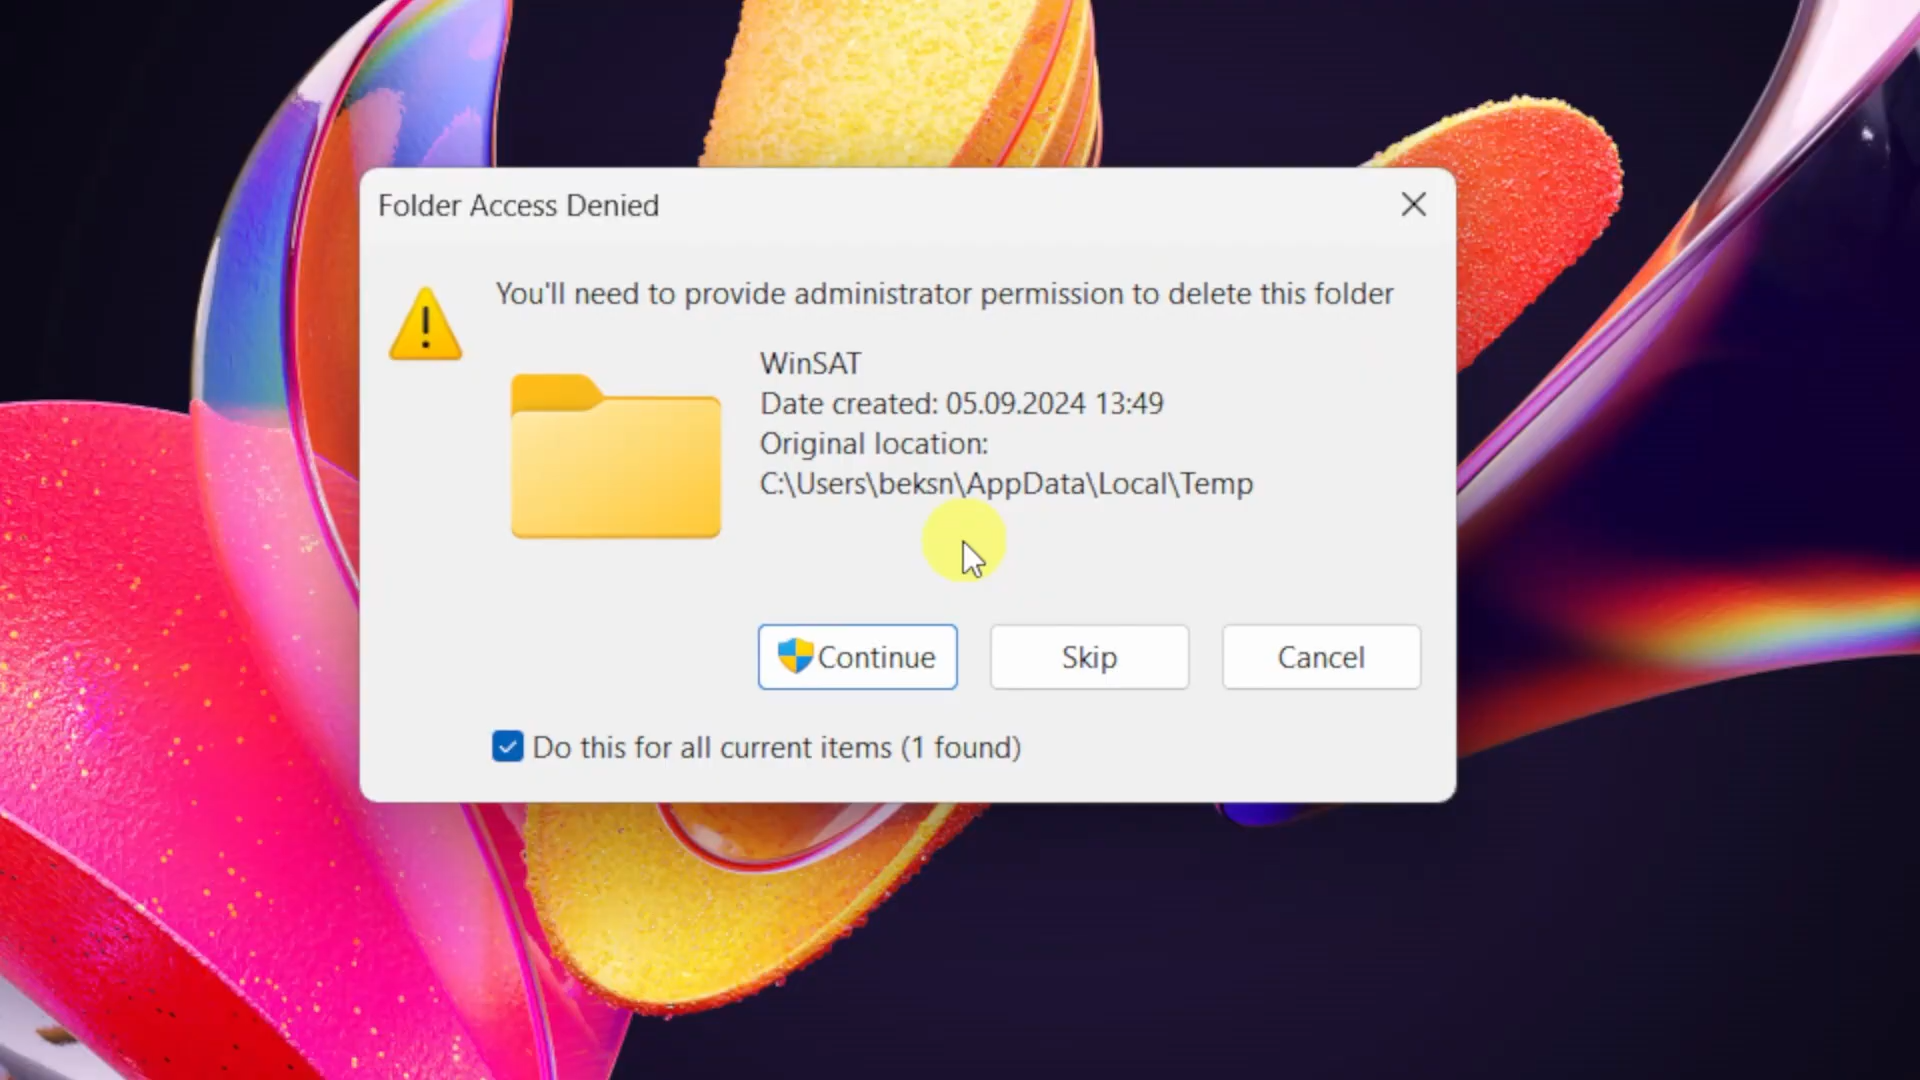 Folder Access Denied
You'll need to provide administrator permission to delete this folder
WinSAT
Date created: 05.09.2024 13:49
Original location:
C:\Users\beksn\AppData\Local\Temp
Continue
Skip
Cancel
Do this for all current items (1 found)